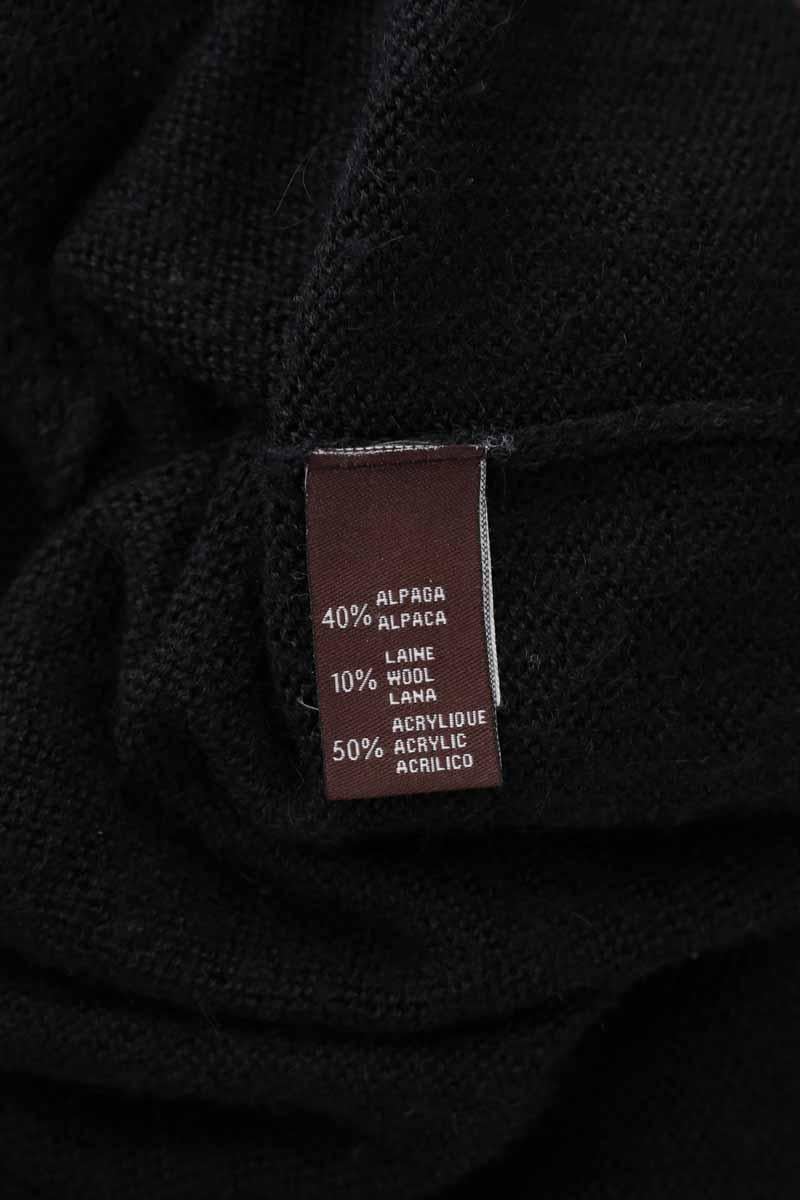 ALPAGA
40% ALPACA
LAINE
10% WOOL
LANA
ACRYLIQUE
50% ACRYLIC
ACRILICO